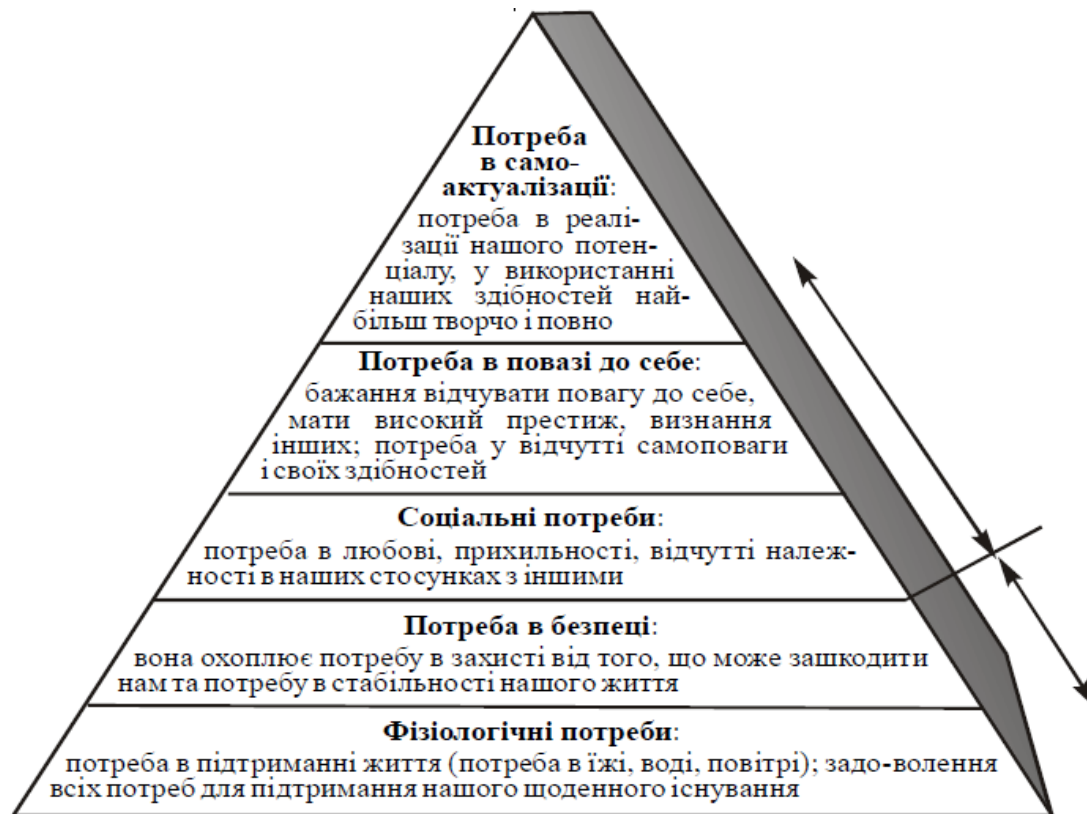 Потреба
в само-
актуалізації:
потреба в реалі-
зації нашого потен-
ціалу, у використанні
наших здібностей най-
більш творчо і повно
Потреба в повазі до себе:
бажання відчувати повагу до себе,
мати високий престиж, визнання
інших; потреба у відчутті самоповаги
і своїх здібностей
Соціальні потреби:
потреба в любові, прихильності, відчутті належ-
ності в наших стосунках з іншими
Потреба в безпеці:
вона охоплює потребу в захисті від того, що може зашкодити
нам та потребу в стабільності нашого життя
Фізіологічні потреби:
потреба в підтриманні життя (потреба в їжі, воді, повітрі); задо-волення
всіх потреб для підтримання нашого щоденного існування